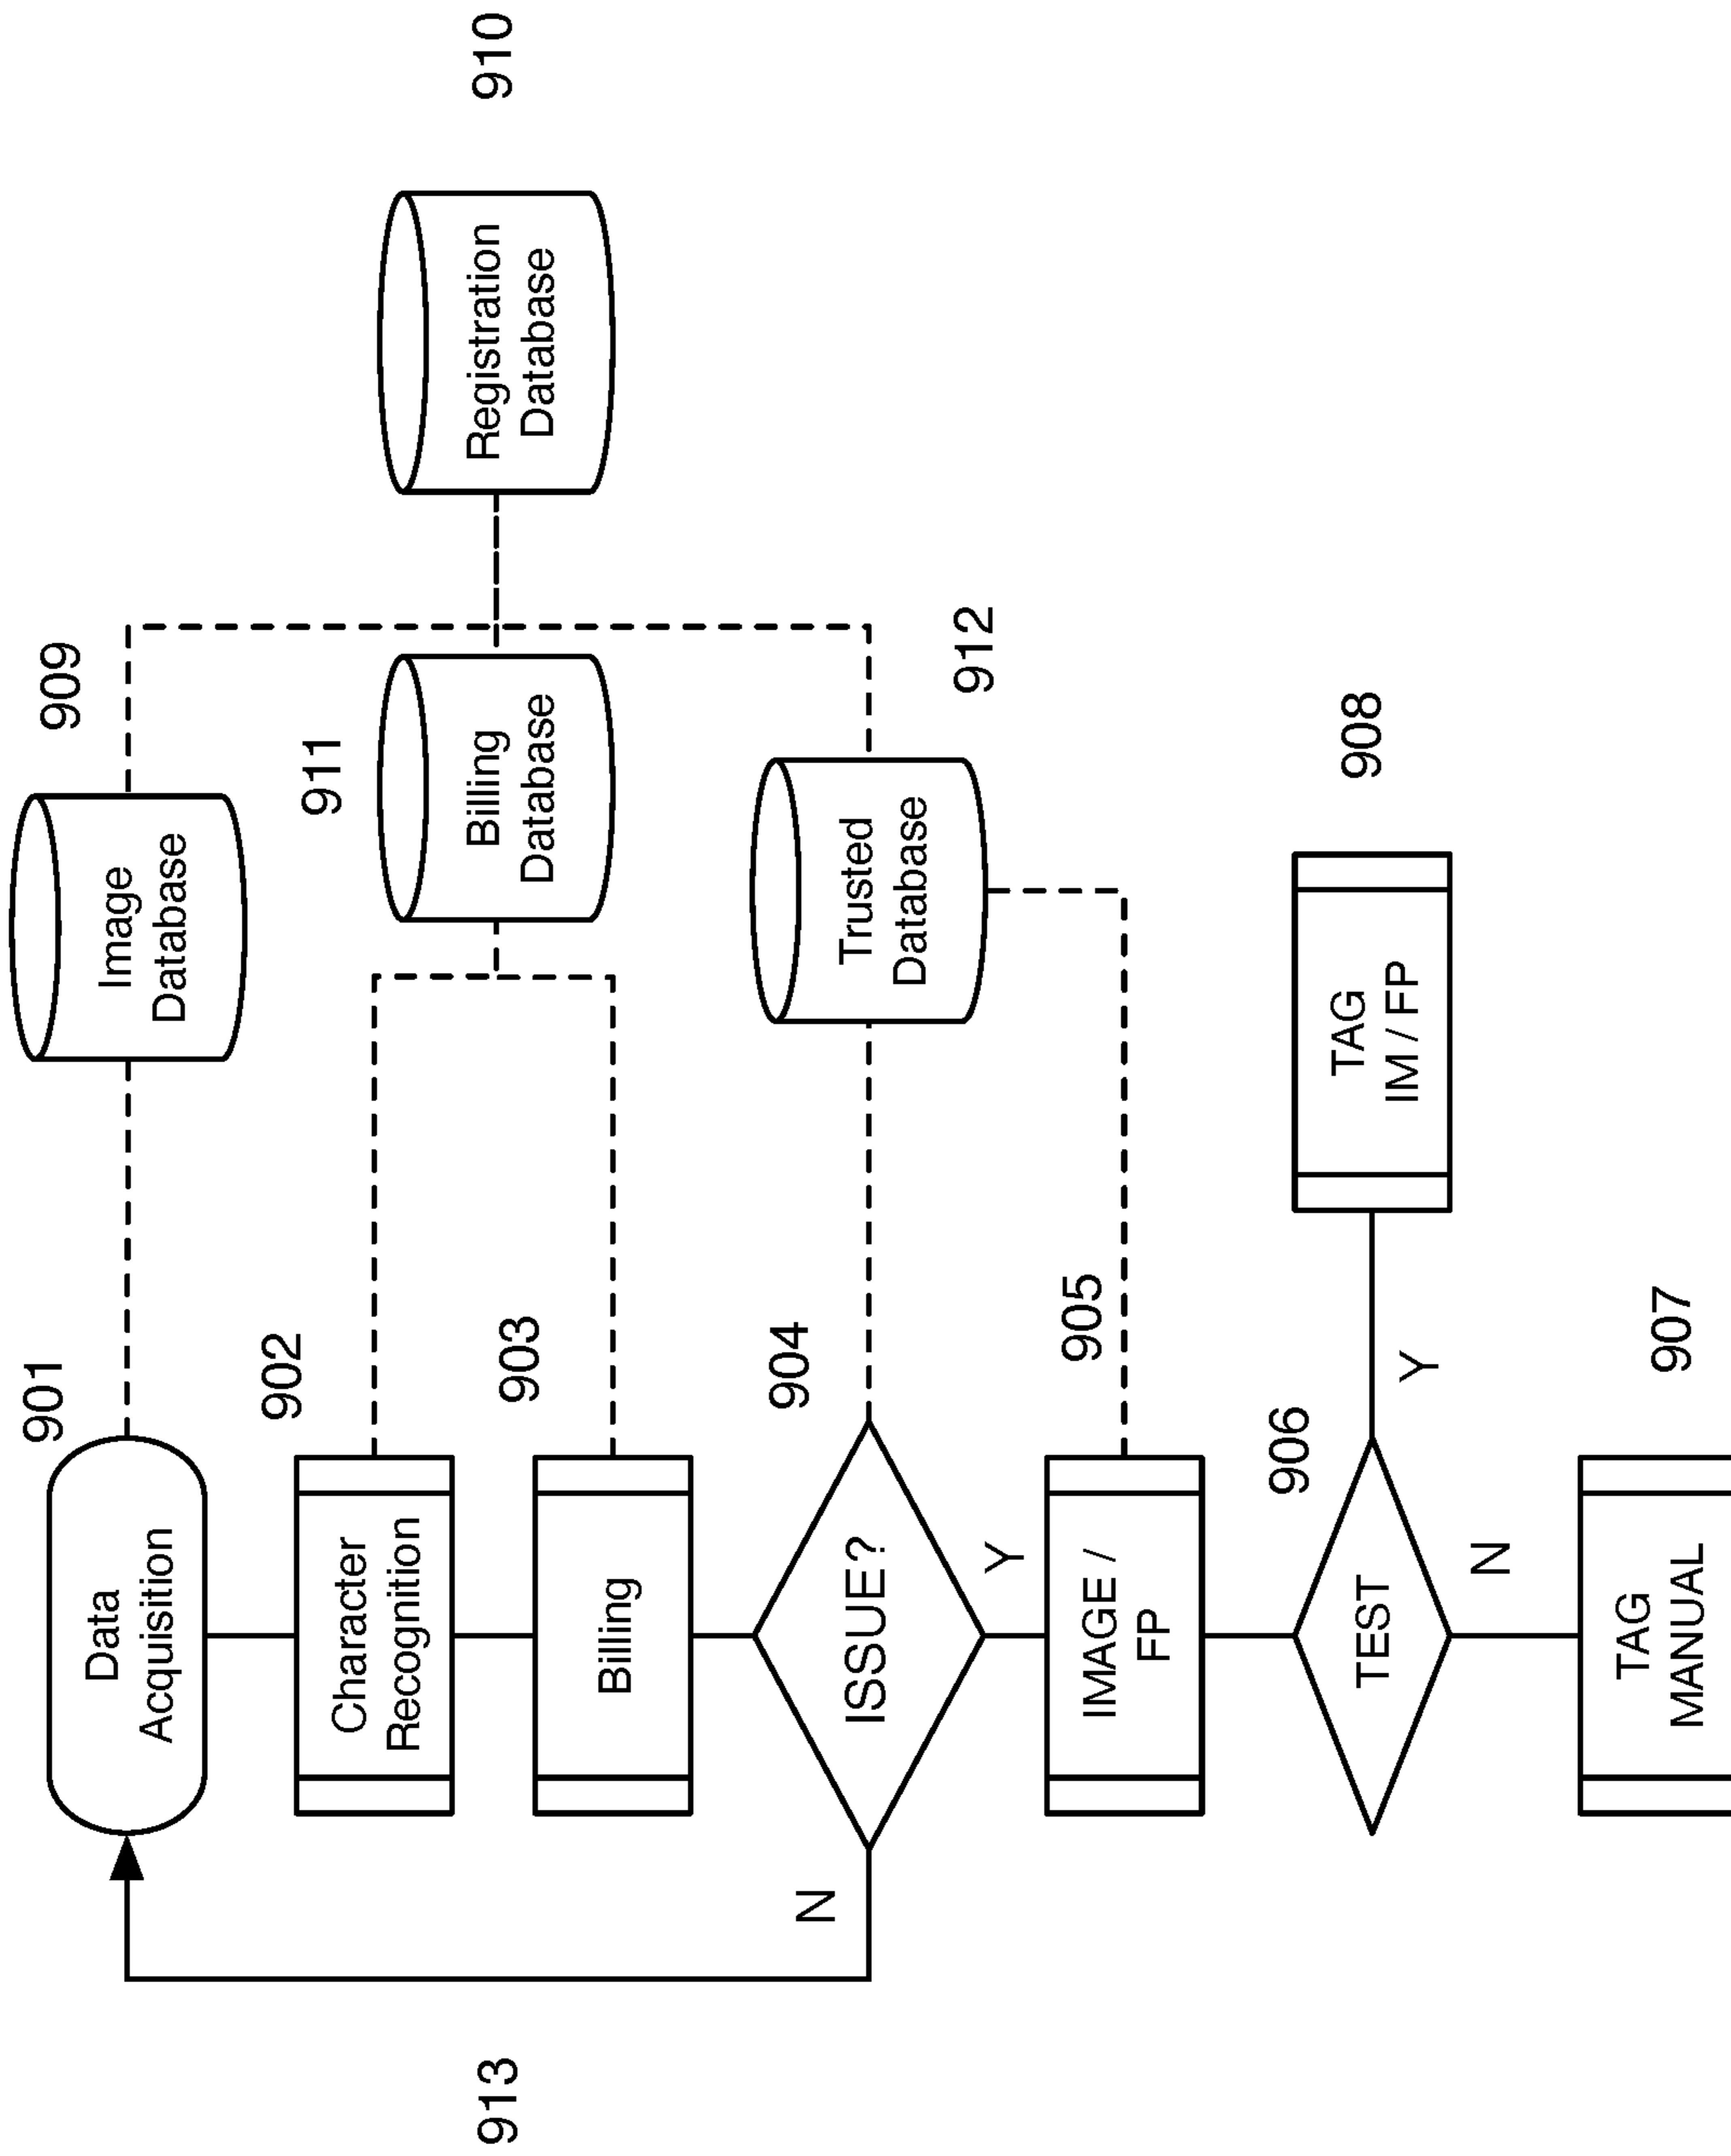 901
909
Data
Acquisition
Image
Database
902
911
Character
Recognition
913
903
Billing
Database
Registration
Database
910
Billing
904
N
ISSUE?
Trusted
Database
912
Y
905
IMAGE /
FP
906
TEST
TAG
IM / FP
908
Y
N
TAG
MANUAL
907